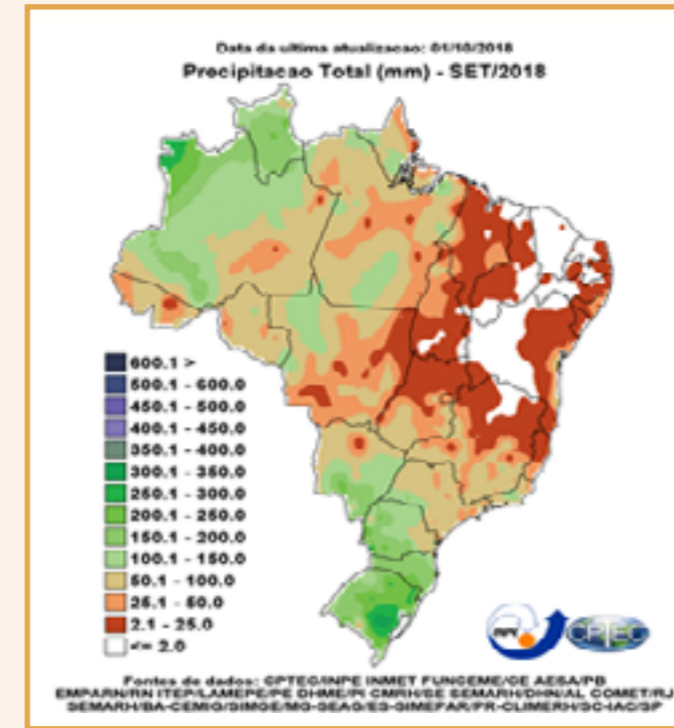 Data da ultima atualizacao: 01/10/2018
Precipitacao Total (mm) - SET/2018
600.1 >
500.1 - 600.0
450.1 - 500.0
400.1 - 450.0
350.1 - 400.0
300.1 - 350.0
250.1 - 300.0
200.1 - 250.0
150.1 - 200.0
100.1 - 150.0
50.1 - 100.0
25.1 - 50.0
2.1 - 25.0
<= 2.0
INPE
CPTEC
Fontes de dados: CPTEC/INPE INMET FUNCEME/CE AESA/PB
EMPARN/RN ITEP/LAMEPE/PE DHME/PI CMRH/SE SEMARH/DHN/AL COMET/RJ
SEMARH/BA-CEMIG/SIMGE/MG-SEAG/ES-SIMEPAR/PR-CLIMERH/SC-IAC/SP